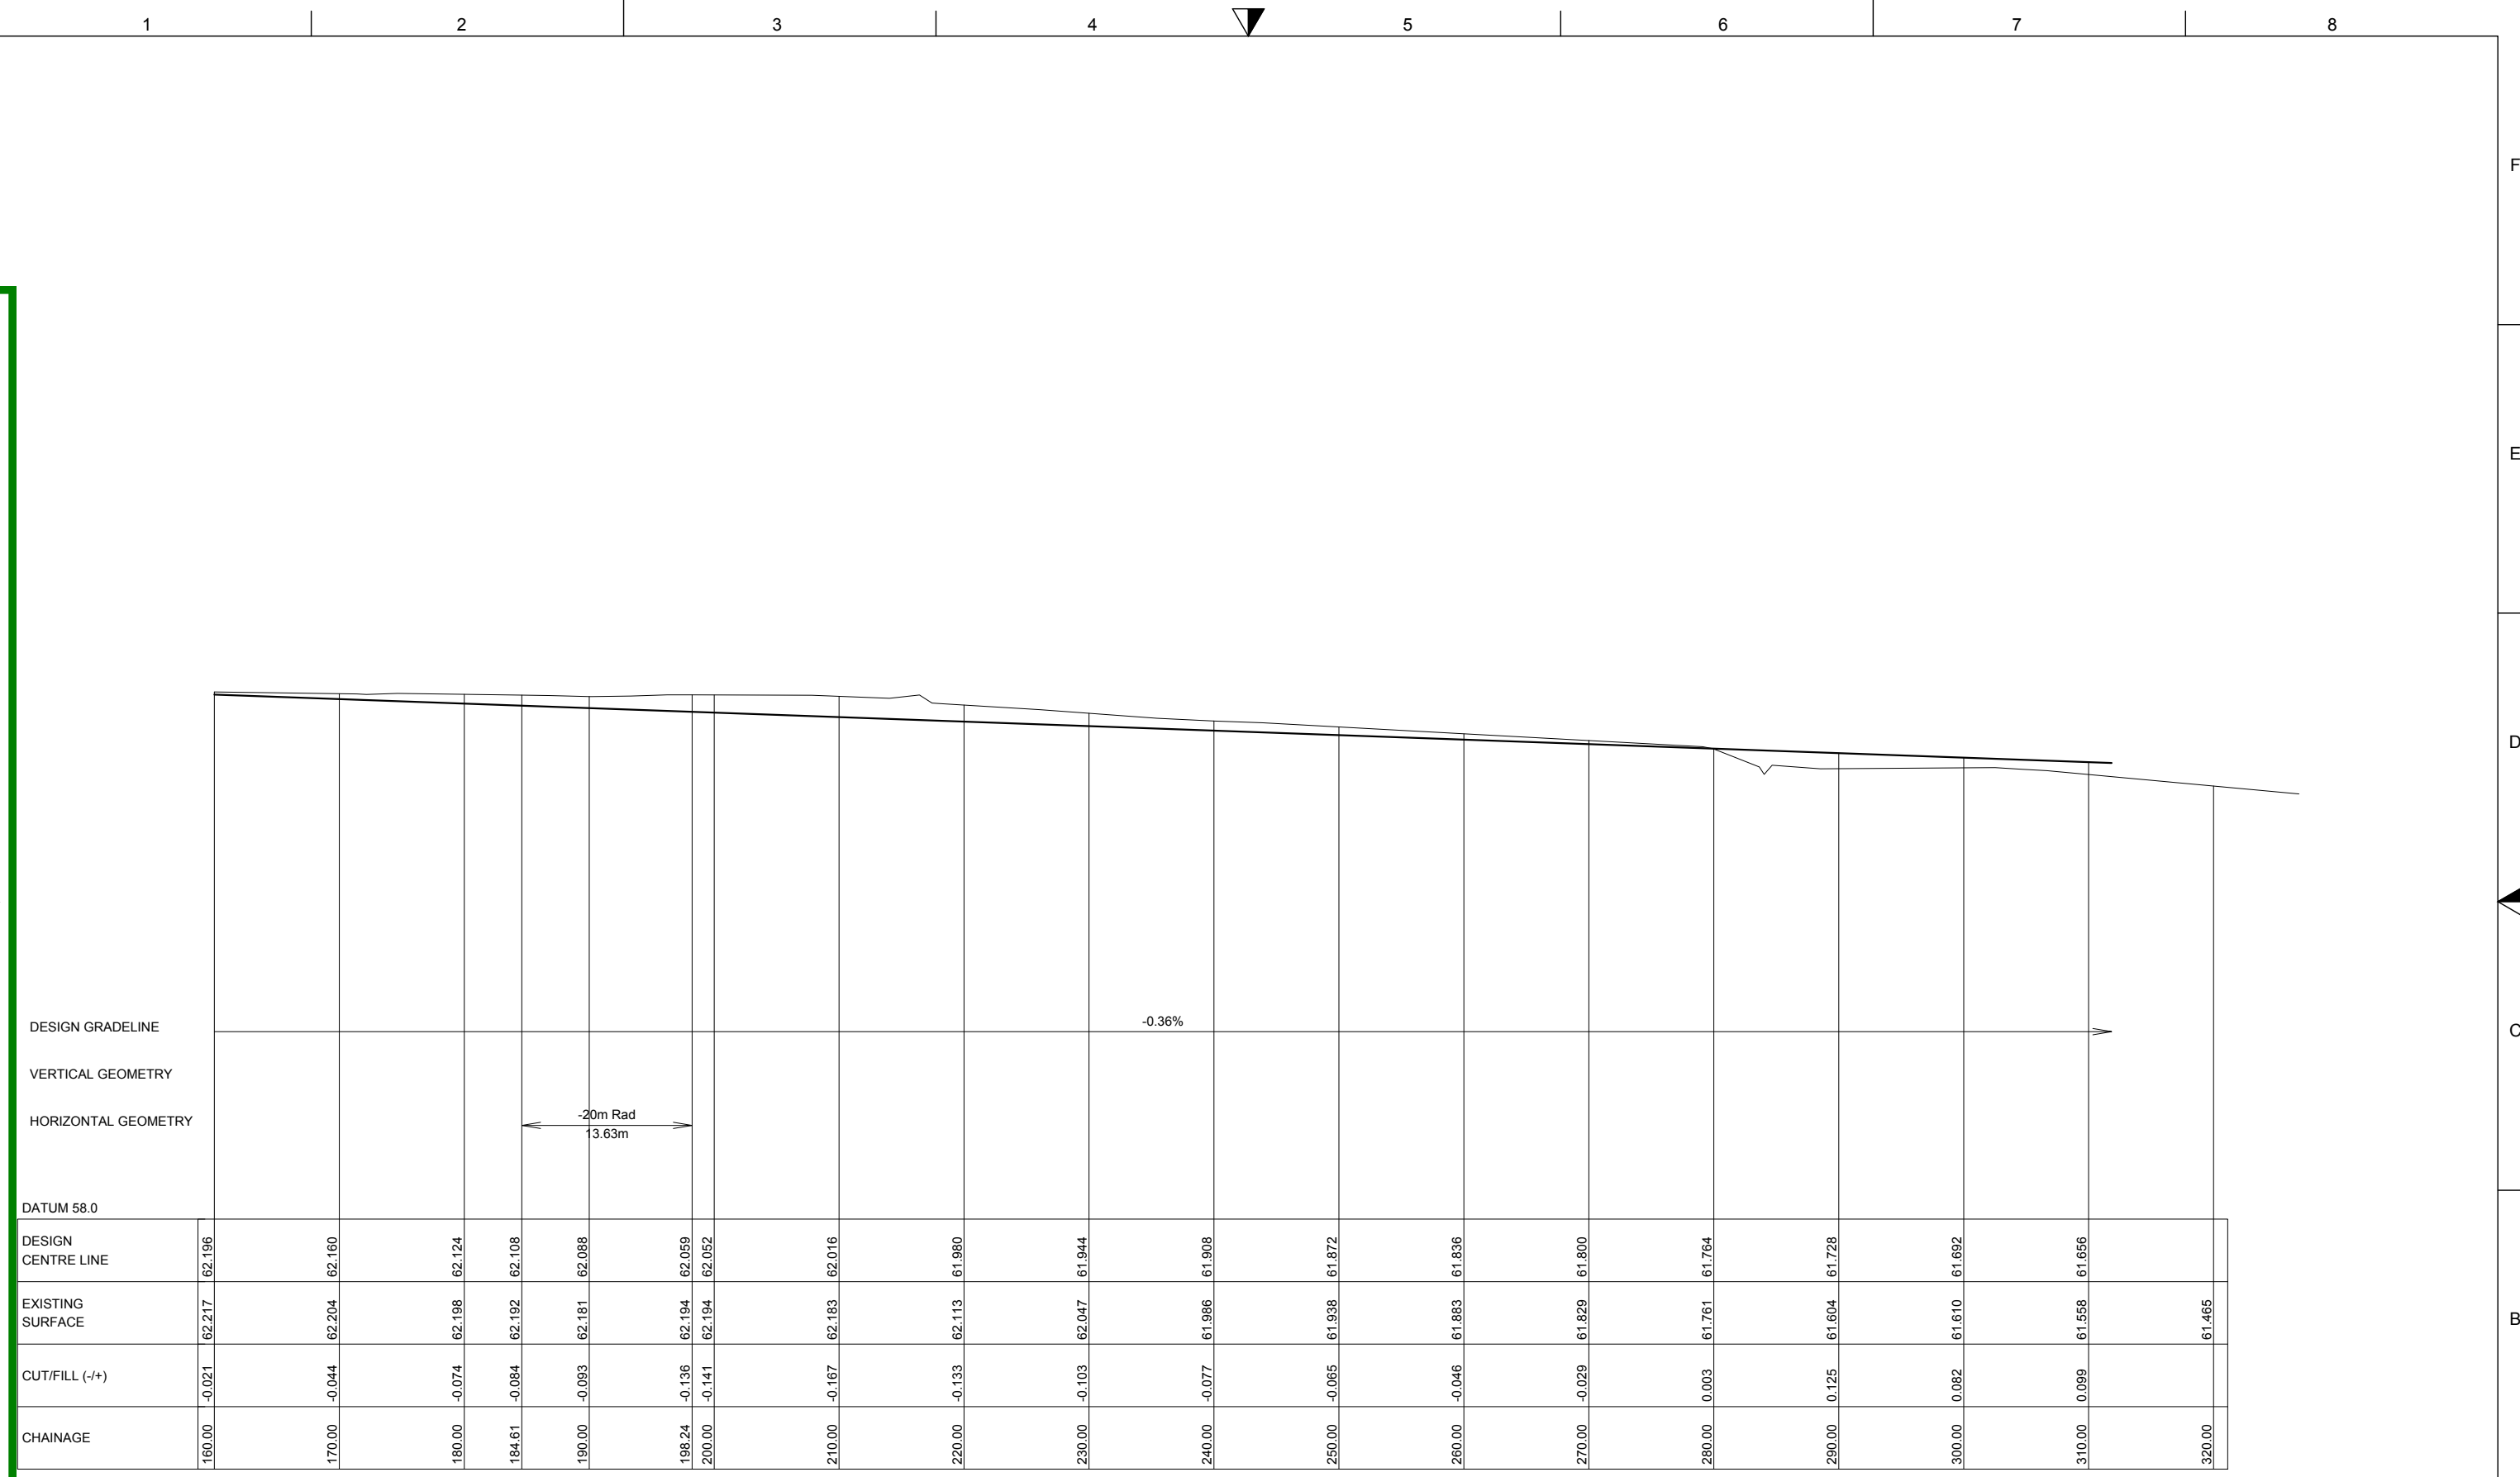 1 2 3 4 5 6 7 8
F
E
D
C
B
DESIGN GRADELINE
-0.36%
VERTICAL GEOMETRY
HORIZONTAL GEOMETRY
-20m Rad
13.63m
DATUM 58.0
DESIGN
CENTRE LINE
62.196 62.160 62.124 62.108 62.088 62.059 62.052 62.016 61.980 61.944 61.908 61.872 61.836 61.800 61.764 61.728 61.692 61.656
EXISTING
SURFACE
62.217 62.204 62.198 62.192 62.181 62.194 62.194 62.183 62.113 62.047 61.986 61.938 61.883 61.829 61.761 61.604 61.610 61.558 61.465
CUT/FILL (-/+)
-0.021 -0.044 -0.074 -0.084 -0.093 -0.136 -0.141 -0.167 -0.133 -0.103 -0.077 -0.065 -0.046 -0.029 0.003 0.125 0.082 0.099
CHAINAGE
160.00 170.00 180.00 184.61 190.00 198.24 200.00 210.00 220.00 230.00 240.00 250.00 260.00 270.00 280.00 290.00 300.00 310.00 320.00